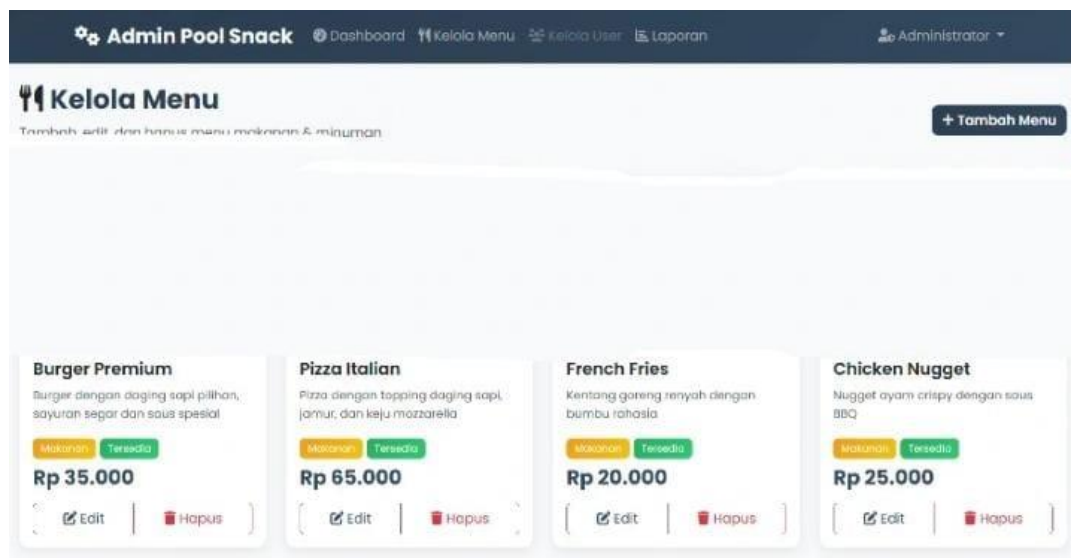 Admin Pool Snack Dashboard Kelola Menu Kelola User Laporan Administrator
Kelola Menu
Tambah, edit, dan hapus menu makanan & minuman
+ Tambah Menu
Burger Premium
Burger dengan daging sapi pilihan,
sayuran segar dan saus spesial
Makanan Tersedia
Rp 35.000
Edit Hapus
Pizza Italian
Pizza dengan topping daging sapi,
jamur, dan keju mozzarella
Makanan Tersedia
Rp 65.000
Edit Hapus
French Fries
Kentang goreng renyah dengan
bumbu rahasia
Makanan Tersedia
Rp 20.000
Edit Hapus
Chicken Nugget
Nugget ayam crispy dengan saus
BBQ
Makanan Tersedia
Rp 25.000
Edit Hapus